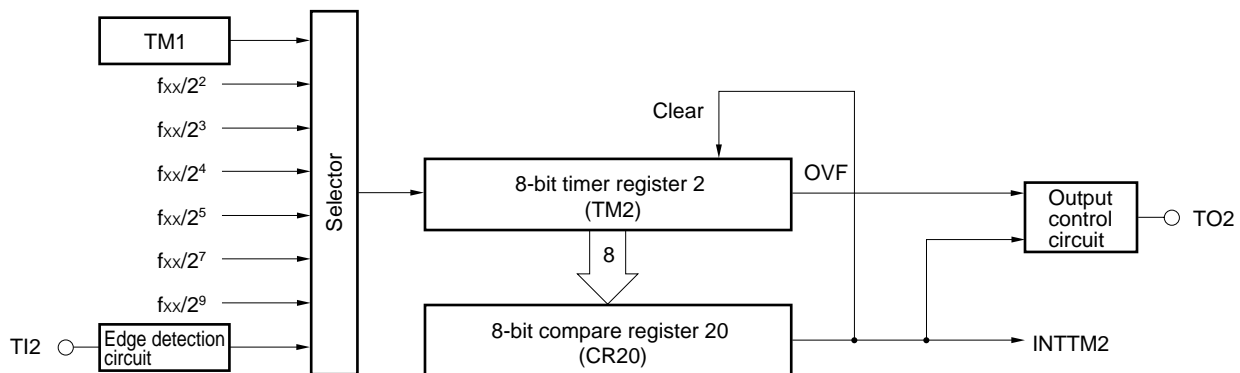 TM1
fxx/2²
fxx/2³
fxx/2⁴
fxx/2⁵
fxx/2⁷
fxx/2⁹
TI2
Edge detection
circuit
Selector
Clear
8-bit timer register 2
(TM2)
OVF
8
8-bit compare register 20
(CR20)
Output
control
circuit
TO2
INTTM2